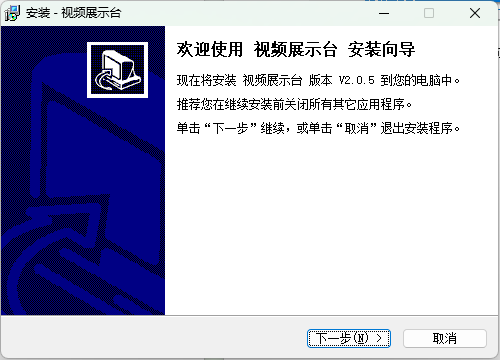 安装 - 视频展示台
欢迎使用 视频展示台 安装向导
现在将安装 视频展示台 版本 V2.0.5 到您的电脑中。
推荐您在继续安装前关闭所有其它应用程序。
单击“下一步”继续，或单击“取消”退出安装程序。
下一步(N) >
取消